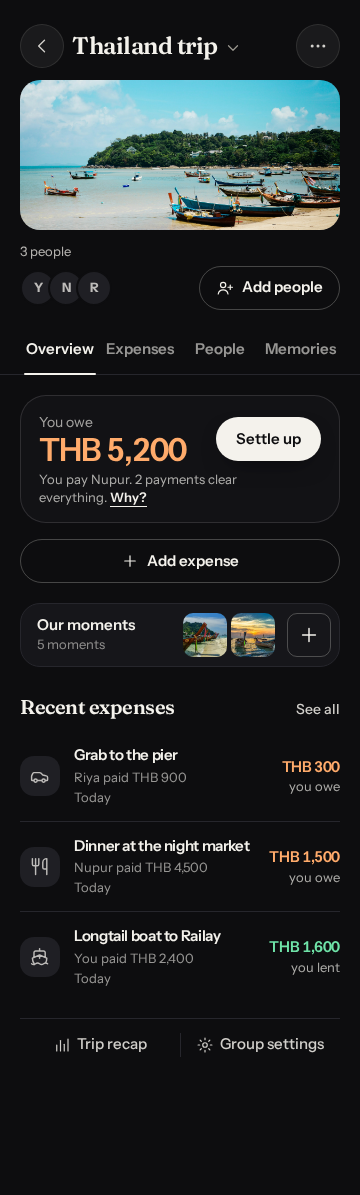 Thailand trip
3 people
Y N R
Add people
Overview Expenses People Memories
You owe
THB 5,200
Settle up
You pay Nupur. 2 payments clear
everything. Why?
Add expense
Our moments
5 moments
Recent expenses
See all
Grab to the pier
Riya paid THB 900
Today
THB 300
you owe
Dinner at the night market
Nupur paid THB 4,500
Today
THB 1,500
you owe
Longtail boat to Railay
You paid THB 2,400
Today
THB 1,600
you lent
Trip recap
Group settings